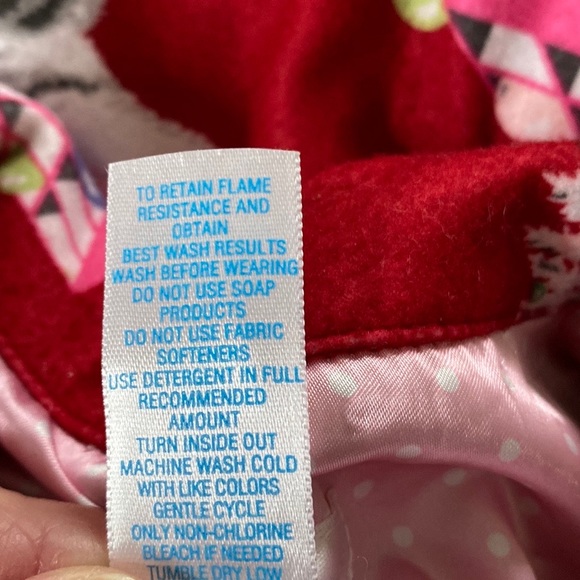 TO RETAIN FLAME
RESISTANCE AND
OBTAIN
BEST WASH RESULTS
WASH BEFORE WEARING
DO NOT USE SOAP
PRODUCTS
DO NOT USE FABRIC
SOFTENERS
USE DETERGENT IN FULL
RECOMMENDED
AMOUNT
TURN INSIDE OUT
MACHINE WASH COLD
WITH LIKE COLORS
GENTLE CYCLE
ONLY NON-CHLORINE
BLEACH IF NEEDED
TUMBLE DRY LOW